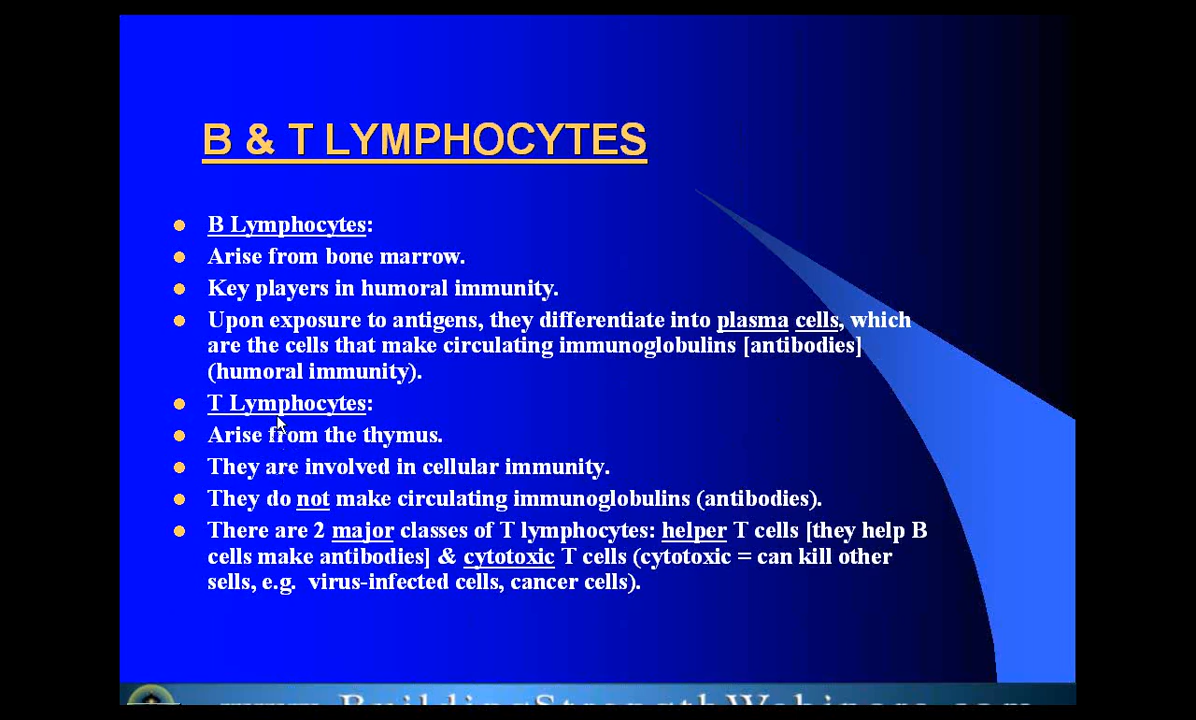 B & T LYMPHOCYTES
B Lymphocytes:
Arise from bone marrow.
Key players in humoral immunity.
Upon exposure to antigens, they differentiate into plasma cells, which
are the cells that make circulating immunoglobulins [antibodies]
(humoral immunity).
T Lymphocytes:
Arise from the thymus.
They are involved in cellular immunity.
They do not make circulating immunoglobulins (antibodies).
There are 2 major classes of T lymphocytes: helper T cells [they help B
cells make antibodies] & cytotoxic T cells (cytotoxic = can kill other
sells, e.g.  virus-infected cells, cancer cells).
www.BuildingStrengthWebinars.com